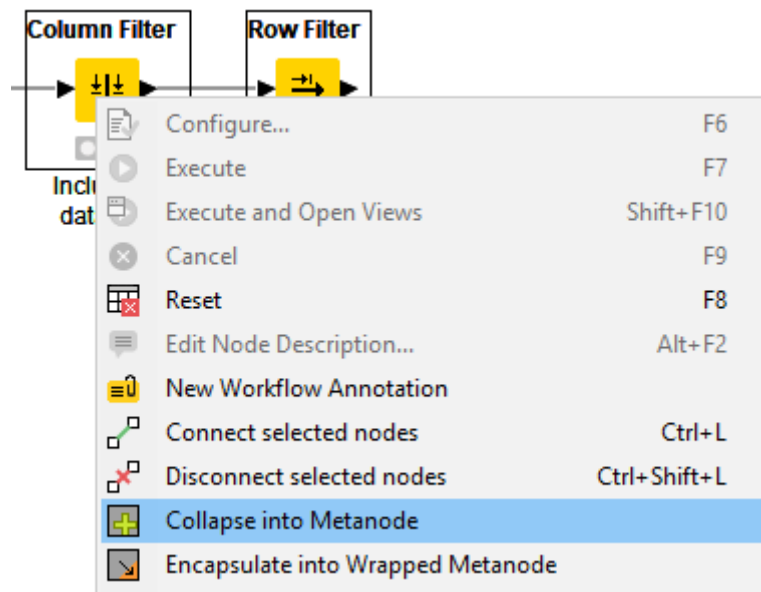 Column Filter
Row Filter
Configure... F6
Execute F7
Execute and Open Views Shift+F10
Cancel F9
Reset F8
Edit Node Description... Alt+F2
New Workflow Annotation
Connect selected nodes Ctrl+L
Disconnect selected nodes Ctrl+Shift+L
Collapse into Metanode
Encapsulate into Wrapped Metanode